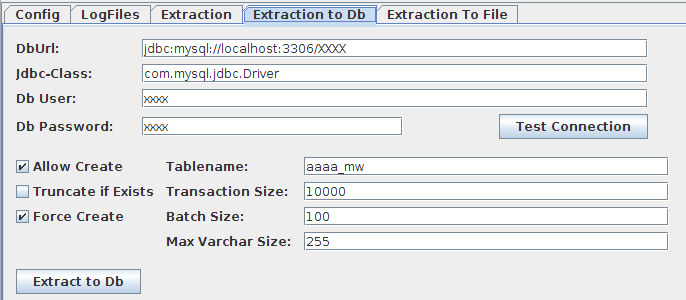 Config LogFiles Extraction Extraction to Db Extraction To File
DbUrl: jdbc:mysql://localhost:3306/XXXX
Jdbc-Class: com.mysql.jdbc.Driver
Db User: xxxx
Db Password: xxxx Test Connection
Allow Create Tablename: aaaa_mw
Truncate if Exists Transaction Size: 10000
Force Create Batch Size: 100
Max Varchar Size: 255
Extract to Db